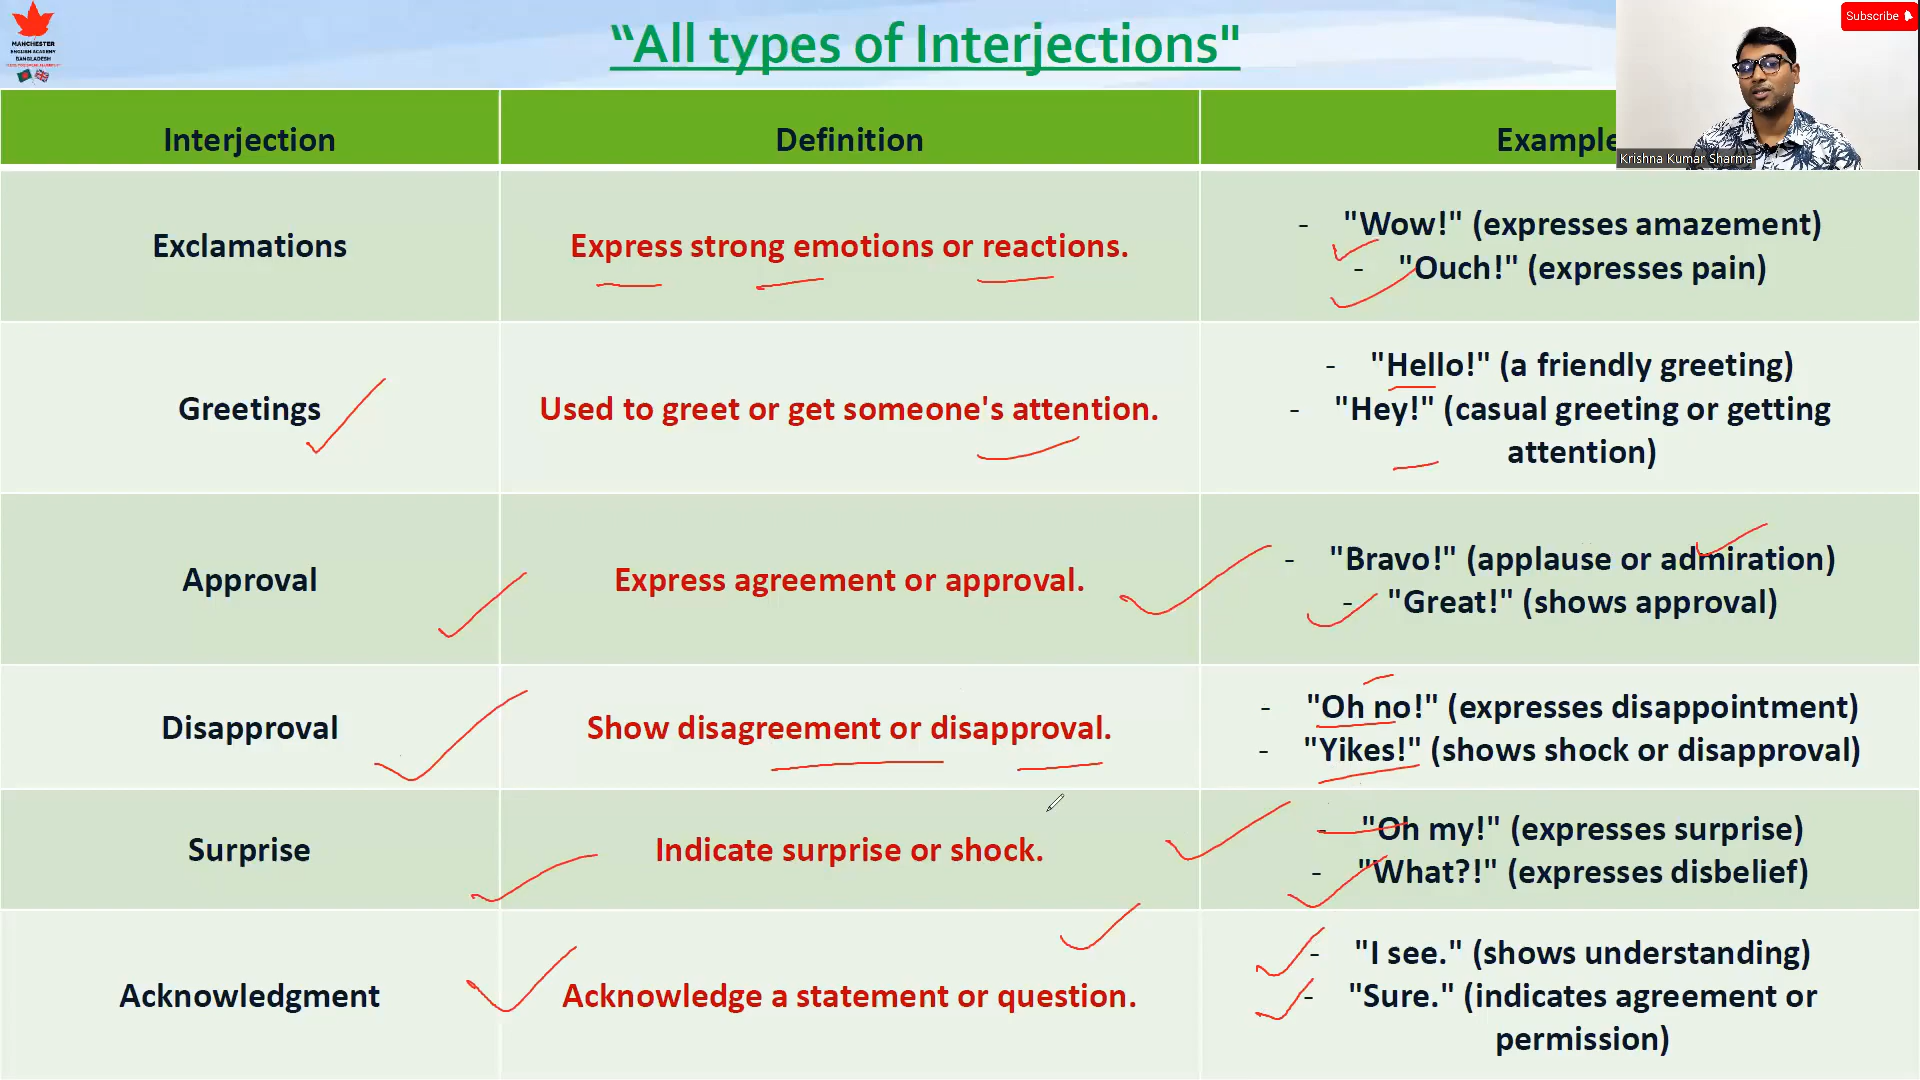 MANCHESTER
ENGLISH ACADEMY
BANGLADESH
“All types of Interjections"
Subscribe
Krishna Kumar Sharma
Interjection Definition Example
Exclamations Express strong emotions or reactions.
- "Wow!" (expresses amazement)
- "Ouch!" (expresses pain)
Greetings Used to greet or get someone's attention.
- "Hello!" (a friendly greeting)
- "Hey!" (casual greeting or getting
attention)
Approval Express agreement or approval.
- "Bravo!" (applause or admiration)
- "Great!" (shows approval)
Disapproval Show disagreement or disapproval.
- "Oh no!" (expresses disappointment)
- "Yikes!" (shows shock or disapproval)
Surprise Indicate surprise or shock.
- "Oh my!" (expresses surprise)
- "What?!" (expresses disbelief)
Acknowledgment Acknowledge a statement or question.
- "I see." (shows understanding)
- "Sure." (indicates agreement or
permission)